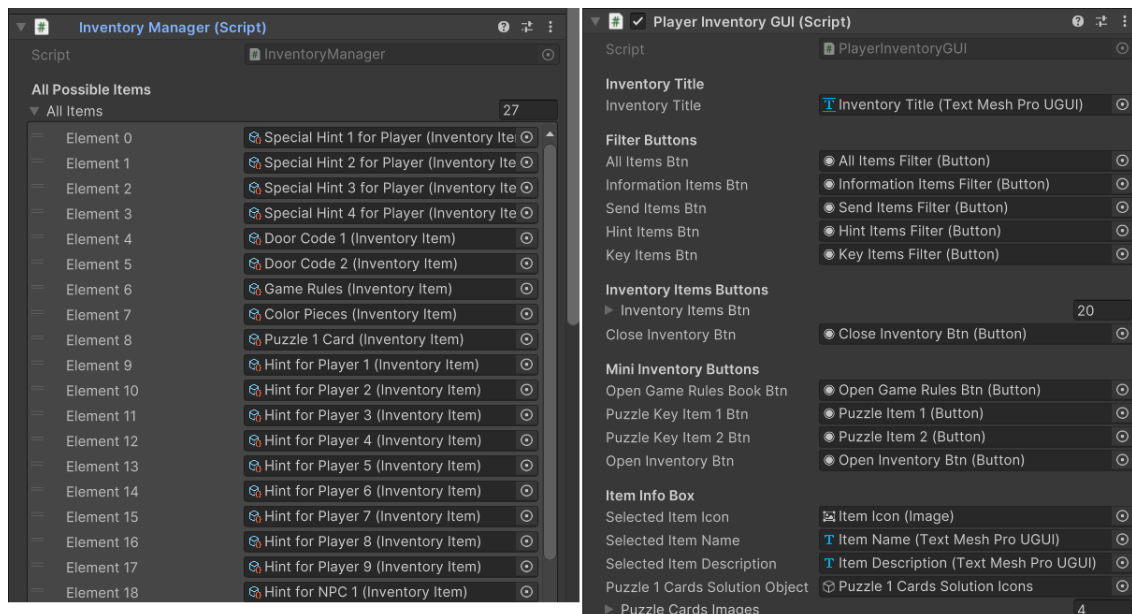 Inventory Manager (Script)
Script InventoryManager
All Possible Items
All Items 27
Element 0 Special Hint 1 for Player (Inventory Ite
Element 1 Special Hint 2 for Player (Inventory Ite
Element 2 Special Hint 3 for Player (Inventory Ite
Element 3 Special Hint 4 for Player (Inventory Ite
Element 4 Door Code 1 (Inventory Item)
Element 5 Door Code 2 (Inventory Item)
Element 6 Game Rules (Inventory Item)
Element 7 Color Pieces (Inventory Item)
Element 8 Puzzle 1 Card (Inventory Item)
Element 9 Hint for Player 1 (Inventory Item)
Element 10 Hint for Player 2 (Inventory Item)
Element 11 Hint for Player 3 (Inventory Item)
Element 12 Hint for Player 4 (Inventory Item)
Element 13 Hint for Player 5 (Inventory Item)
Element 14 Hint for Player 6 (Inventory Item)
Element 15 Hint for Player 7 (Inventory Item)
Element 16 Hint for Player 8 (Inventory Item)
Element 17 Hint for Player 9 (Inventory Item)
Element 18 Hint for NPC 1 (Inventory Item)
Player Inventory GUI (Script)
Script PlayerInventoryGUI
Inventory Title
Inventory Title Inventory Title (Text Mesh Pro UGUI)
Filter Buttons
All Items Btn All Items Filter (Button)
Information Items Btn Information Items Filter (Button)
Send Items Btn Send Items Filter (Button)
Hint Items Btn Hint Items Filter (Button)
Key Items Btn Key Items Filter (Button)
Inventory Items Buttons
Inventory Items Btn 20
Close Inventory Btn Close Inventory Btn (Button)
Mini Inventory Buttons
Open Game Rules Book Btn Open Game Rules Btn (Button)
Puzzle Key Item 1 Btn Puzzle Item 1 (Button)
Puzzle Key Item 2 Btn Puzzle Item 2 (Button)
Open Inventory Btn Open Inventory Btn (Button)
Item Info Box
Selected Item Icon Item Icon (Image)
Selected Item Name Item Name (Text Mesh Pro UGUI)
Selected Item Description Item Description (Text Mesh Pro UGUI)
Puzzle 1 Cards Solution Object Puzzle 1 Cards Solution Icons
Puzzle Cards Images 4